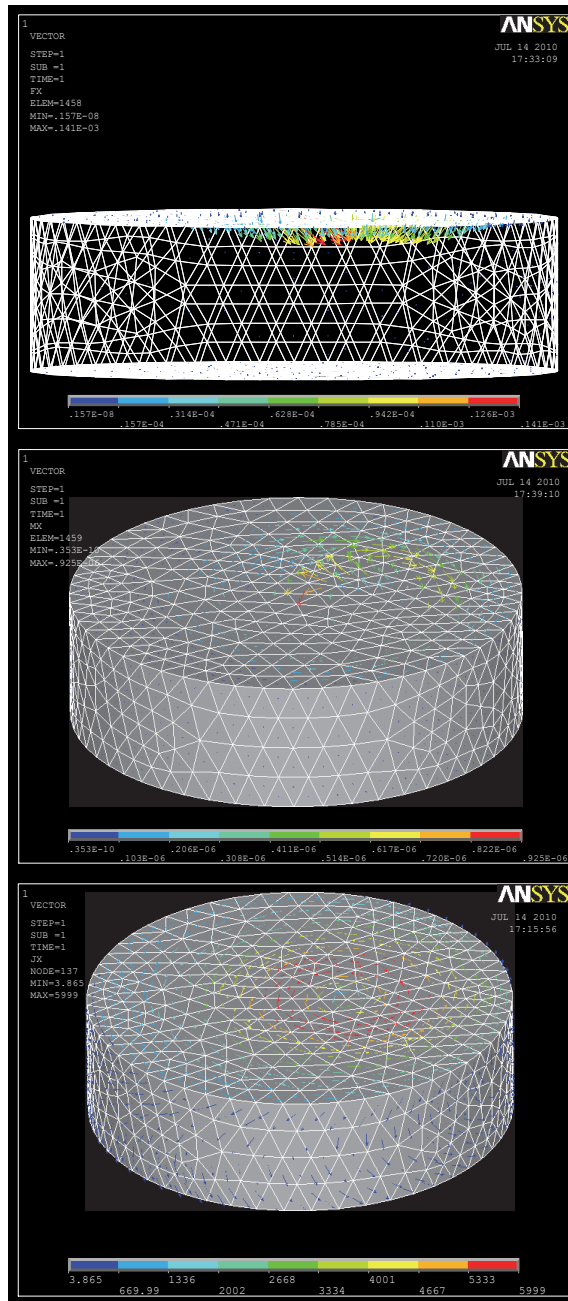 1
ANSYS
VECTOR
JUL 14 2010
17:33:09
STEP=1
SUB =1
TIME=1
FX
ELEM=1458
MIN=.157E-08
MAX=.141E-03
.157E-08 .314E-04 .628E-04 .942E-04 .126E-03
.157E-04 .471E-04 .785E-04 .110E-03 .141E-03
1
ANSYS
VECTOR
JUL 14 2010
17:39:10
STEP=1
SUB =1
TIME=1
MX
ELEM=1459
MIN=.353E-10
MAX=.925E-06
.353E-10 .206E-06 .411E-06 .617E-06 .822E-06
.103E-06 .308E-06 .514E-06 .720E-06 .925E-06
1
ANSYS
VECTOR
JUL 14 2010
17:15:56
STEP=1
SUB =1
TIME=1
JX
NODE=137
MIN=3.865
MAX=5999
3.865 1336 2668 4001 5333
669.99 2002 3334 4667 5999